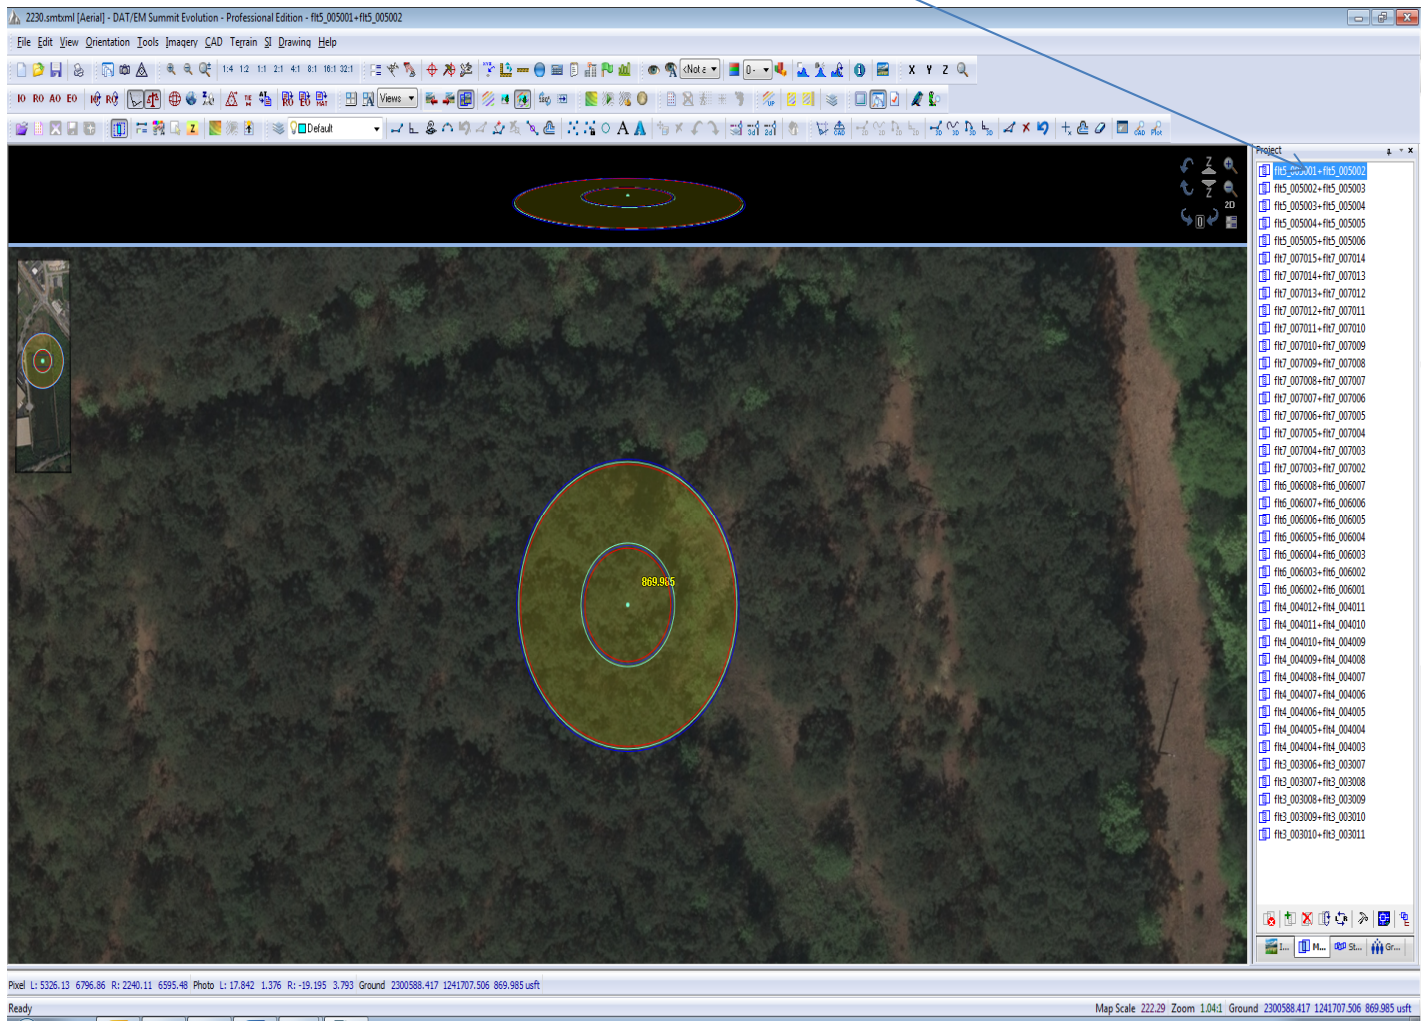 2230.smtxml [Aerial] - DAT/EM Summit Evolution - Professional Edition - flt5_005001+flt5_005002
File Edit View Orientation Tools Imagery CAD Terrain SI Drawing Help
1:4 1:2 1:1 2:1 4:1 8:1 16:1 32:1 X Y Z
IO RO AO EO Views
Default
Project
Z
Z
2D
0
flt5_005001+flt5_005002
flt5_005002+flt5_005003
flt5_005003+flt5_005004
flt5_005004+flt5_005005
flt5_005005+flt5_005006
flt7_007015+flt7_007014
flt7_007014+flt7_007013
flt7_007013+flt7_007012
flt7_007012+flt7_007011
flt7_007011+flt7_007010
flt7_007010+flt7_007009
flt7_007009+flt7_007008
flt7_007008+flt7_007007
flt7_007007+flt7_007006
flt7_007006+flt7_007005
flt7_007005+flt7_007004
flt7_007004+flt7_007003
flt7_007003+flt7_007002
flt6_006008+flt6_006007
flt6_006007+flt6_006006
flt6_006006+flt6_006005
flt6_006005+flt6_006004
flt6_006004+flt6_006003
flt6_006003+flt6_006002
flt6_006002+flt6_006001
flt4_004012+flt4_004011
flt4_004011+flt4_004010
flt4_004010+flt4_004009
flt4_004009+flt4_004008
flt4_004008+flt4_004007
flt4_004007+flt4_004006
flt4_004006+flt4_004005
flt4_004005+flt4_004004
flt4_004004+flt4_004003
flt3_003006+flt3_003007
flt3_003007+flt3_003008
flt3_003008+flt3_003009
flt3_003009+flt3_003010
flt3_003010+flt3_003011
869.985
I... M... St... Gr...
Pixel L: 5326.13 6796.86 R: 2240.11 6595.48 Photo L: 17.842 1.376 R: -19.195 3.793 Ground 2300588.417 1241707.506 869.985 usft
Ready
Map Scale 222.29 Zoom 1.04:1 Ground 2300588.417 1241707.506 869.985 usft